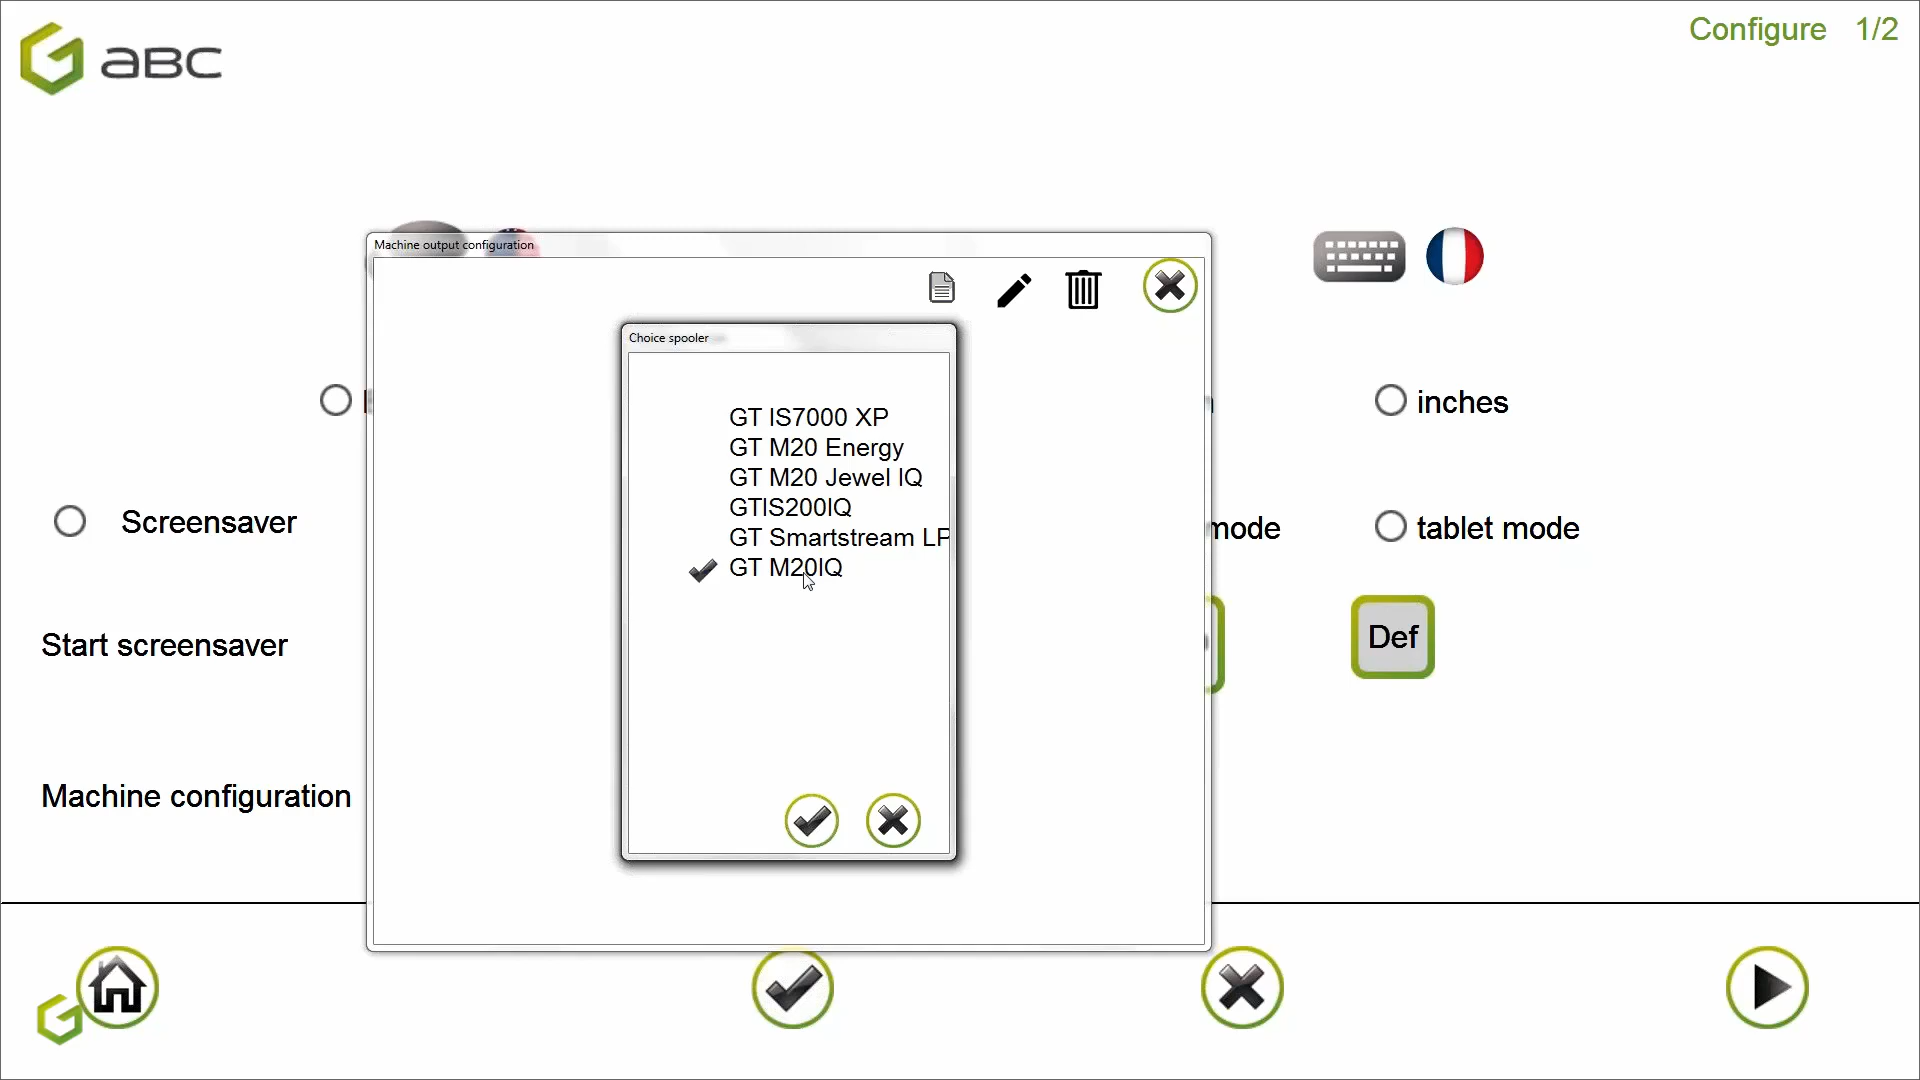 Configure 1/2
aBC
Machine output configuration
Choice spooler
GT IS7000 XP
GT M20 Energy
GT M20 Jewel IQ
GTIS200IQ
GT Smartstream LP
GT M20IQ
inches
Screensaver
mode
tablet mode
Start screensaver
Def
Machine configuration